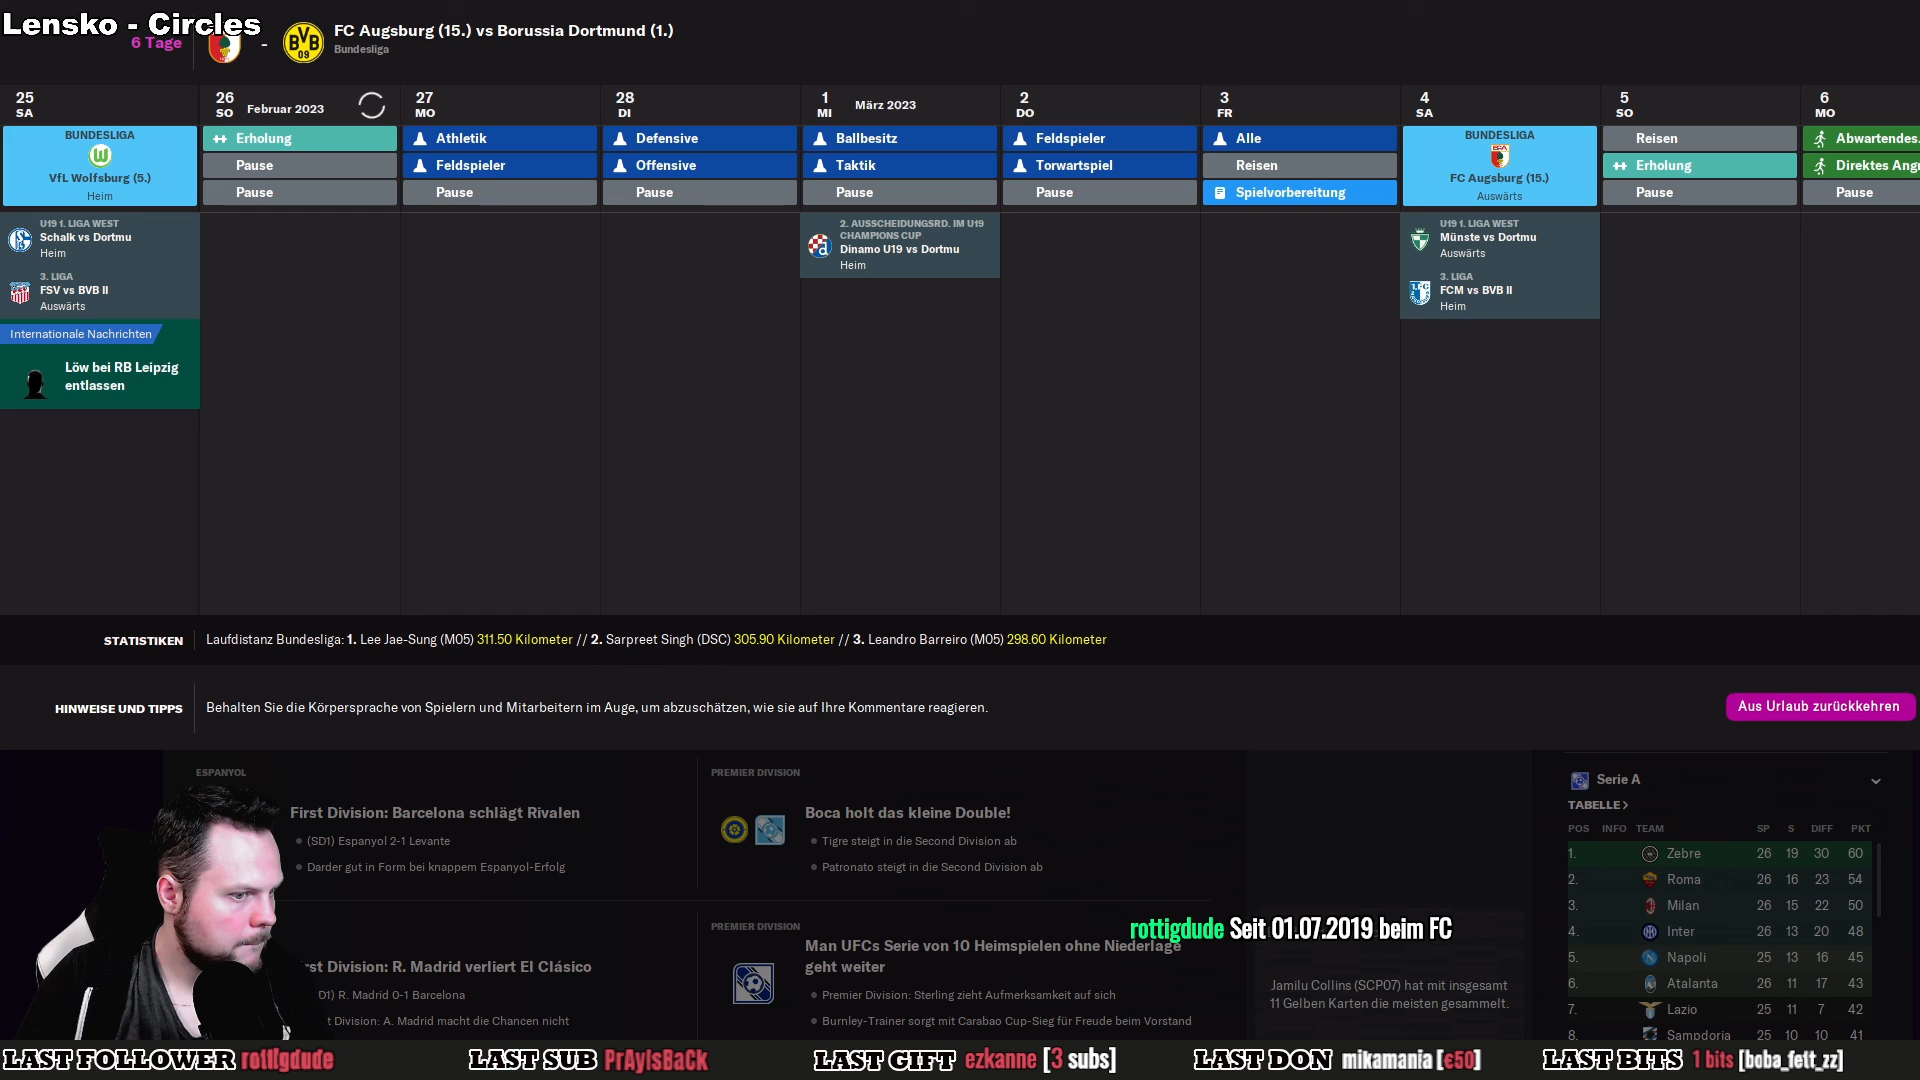 Lensko - Circles
6 Tage
FC Augsburg (15.) vs Borussia Dortmund (1.)
Bundesliga
25 SA
26 SO Februar 2023
27 MO
28 DI
1 MI März 2023
2 DO
3 FR
4 SA
5 SO
6 MO
BUNDESLIGA
VfL Wolfsburg (5.)
Heim
Erholung
Pause
Pause
Athletik
Feldspieler
Pause
Defensive
Offensive
Pause
Ballbesitz
Taktik
Pause
Feldspieler
Torwartspiel
Pause
Alle
Reisen
Spielvorbereitung
BUNDESLIGA
FC Augsburg (15.)
Auswärts
Reisen
Erholung
Pause
Abwartendes.
Direktes Ang
Pause
U19 1. LIGA WEST
Schalk vs Dortmu
Heim
3. LIGA
FSV vs BVB II
Auswärts
Internationale Nachrichten
Löw bei RB Leipzig
entlassen
2. AUSSCHEIDUNGSRD. IM U19
CHAMPIONS CUP
Dinamo U19 vs Dortmu
Heim
U19 1. LIGA WEST
Münste vs Dortmu
Auswärts
3. LIGA
FCM vs BVB II
Heim
STATISTIKEN
Laufdistanz Bundesliga: 1. Lee Jae-Sung (M05) 311.50 Kilometer // 2. Sarpreet Singh (DSC) 305.90 Kilometer // 3. Leandro Barreiro (M05) 298.60 Kilometer
HINWEISE UND TIPPS
Behalten Sie die Körpersprache von Spielern und Mitarbeitern im Auge, um abzuschätzen, wie sie auf Ihre Kommentare reagieren.
Aus Urlaub zurückkehren
ESPANYOL
First Division: Barcelona schlägt Rivalen
(SD1) Espanyol 2-1 Levante
Darder gut in Form bei knappem Espanyol-Erfolg
PREMIER DIVISION
Boca holt das kleine Double!
Tigre steigt in die Second Division ab
Patronato steigt in die Second Division ab
st Division: R. Madrid verliert El Clásico
D1) R. Madrid 0-1 Barcelona
t Division: A. Madrid macht die Chancen nicht
PREMIER DIVISION
Man UFCs Serie von 10 Heimspielen ohne Niederlage
geht weiter
Premier Division: Sterling zieht Aufmerksamkeit auf sich
Burnley-Trainer sorgt mit Carabao Cup-Sieg für Freude beim Vorstand
rottigdude Seit 01.07.2019 beim FC
Jamilu Collins (SCP07) hat mit insgesamt
11 Gelben Karten die meisten gesammelt.
Serie A
TABELLE
POS INFO TEAM SP S DIFF PKT
1. Zebre 26 19 30 60
2. Roma 26 16 23 54
3. Milan 26 15 22 50
4. Inter 26 13 20 48
5. Napoli 25 13 16 45
6. Atalanta 26 11 17 43
7. Lazio 25 11 7 42
8. Sampdoria 25 10 10 41
LAST FOLLOWER rottigdude
LAST SUB PrAyIsBaCk
LAST GIFT ezkanne [3 subs]
LAST DON mikamania [€50]
LAST BITS 1 bits [boba_fett_zz]